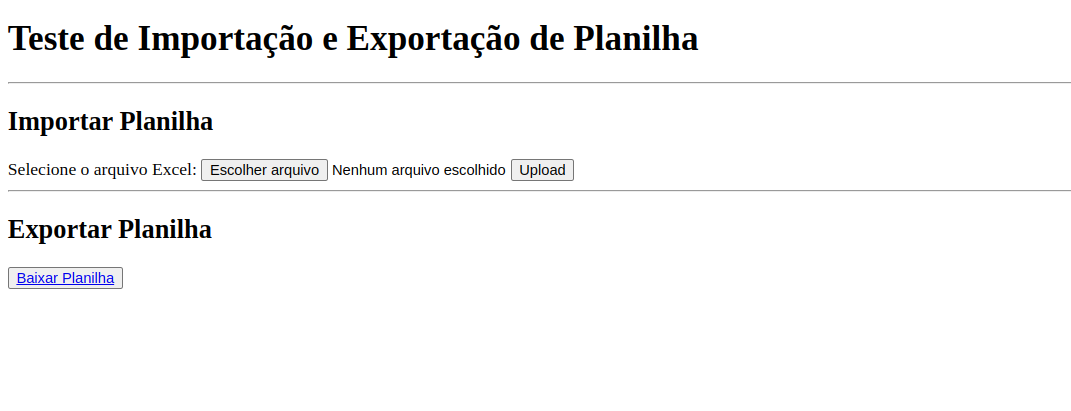 Teste de Importação e Exportação de Planilha
Importar Planilha
Selecione o arquivo Excel: Escolher arquivo Nenhum arquivo escolhido Upload
Exportar Planilha
Baixar Planilha